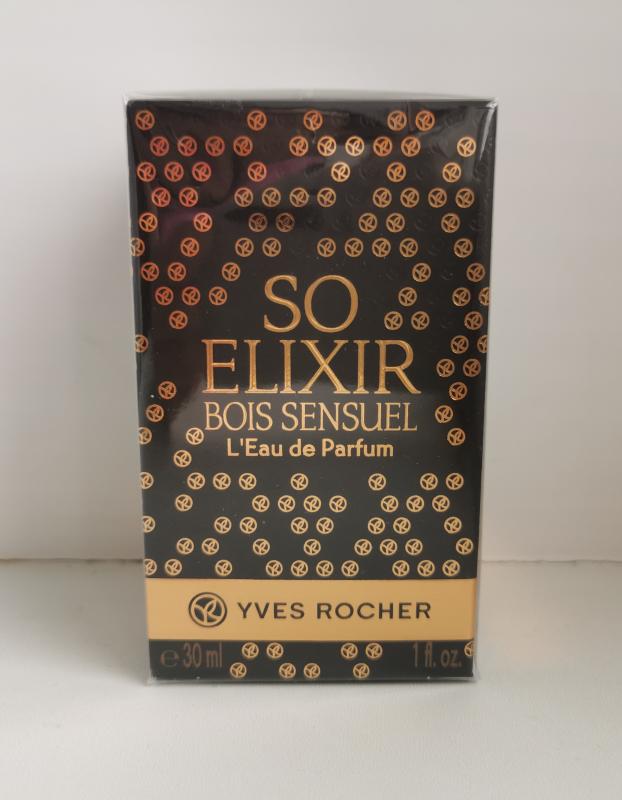 SO
ELIXIR
BOIS SENSUEL
L'Eau de Parfum
YVES ROCHER
℮ 30 ml 1 fl. oz.